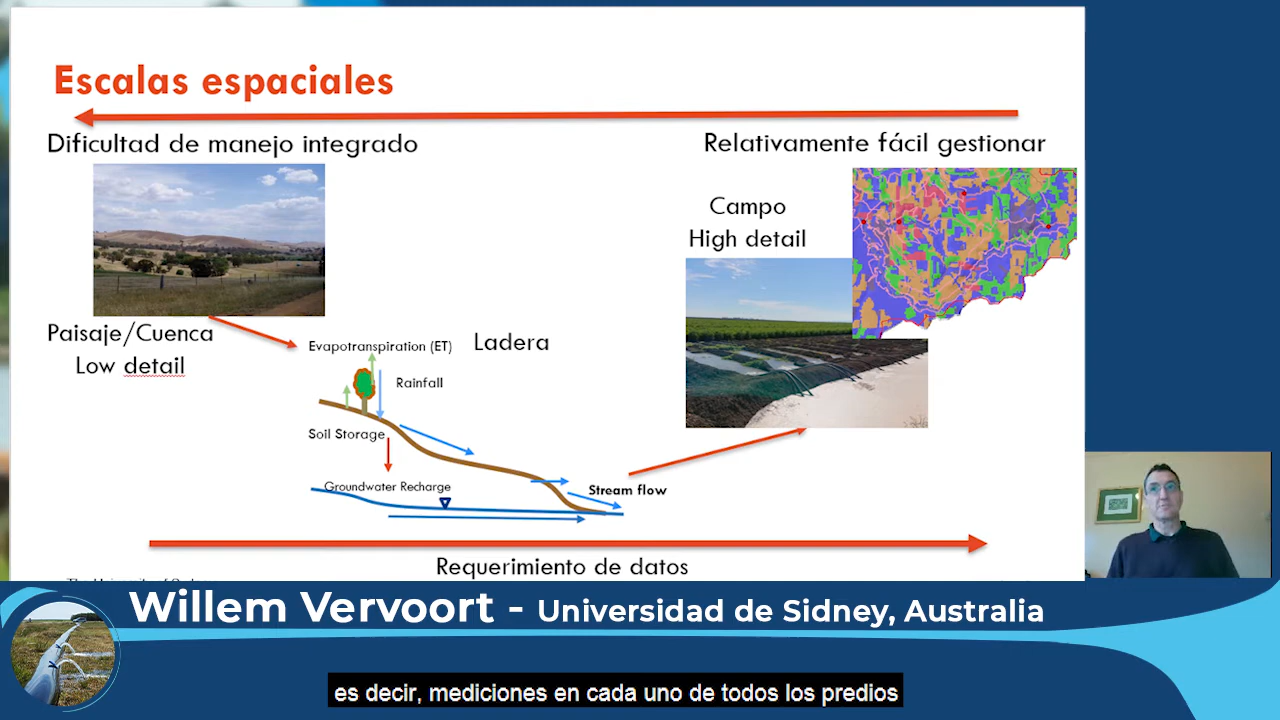 Escalas espaciales
Dificultad de manejo integrado
Relativamente fácil gestionar
Campo
High detail
Paisaje/Cuenca
Low detail
Evapotranspiration (ET)
Ladera
Rainfall
Soil Storage
Groundwater Recharge
Stream flow
Requerimiento de datos
Willem Vervoort - Universidad de Sidney, Australia
es decir, mediciones en cada uno de todos los predios